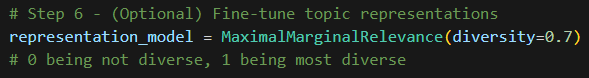 # Step 6 - (Optional) Fine-tune topic representations
representation_model = MaximalMarginalRelevance(diversity=0.7)
# 0 being not diverse, 1 being most diverse